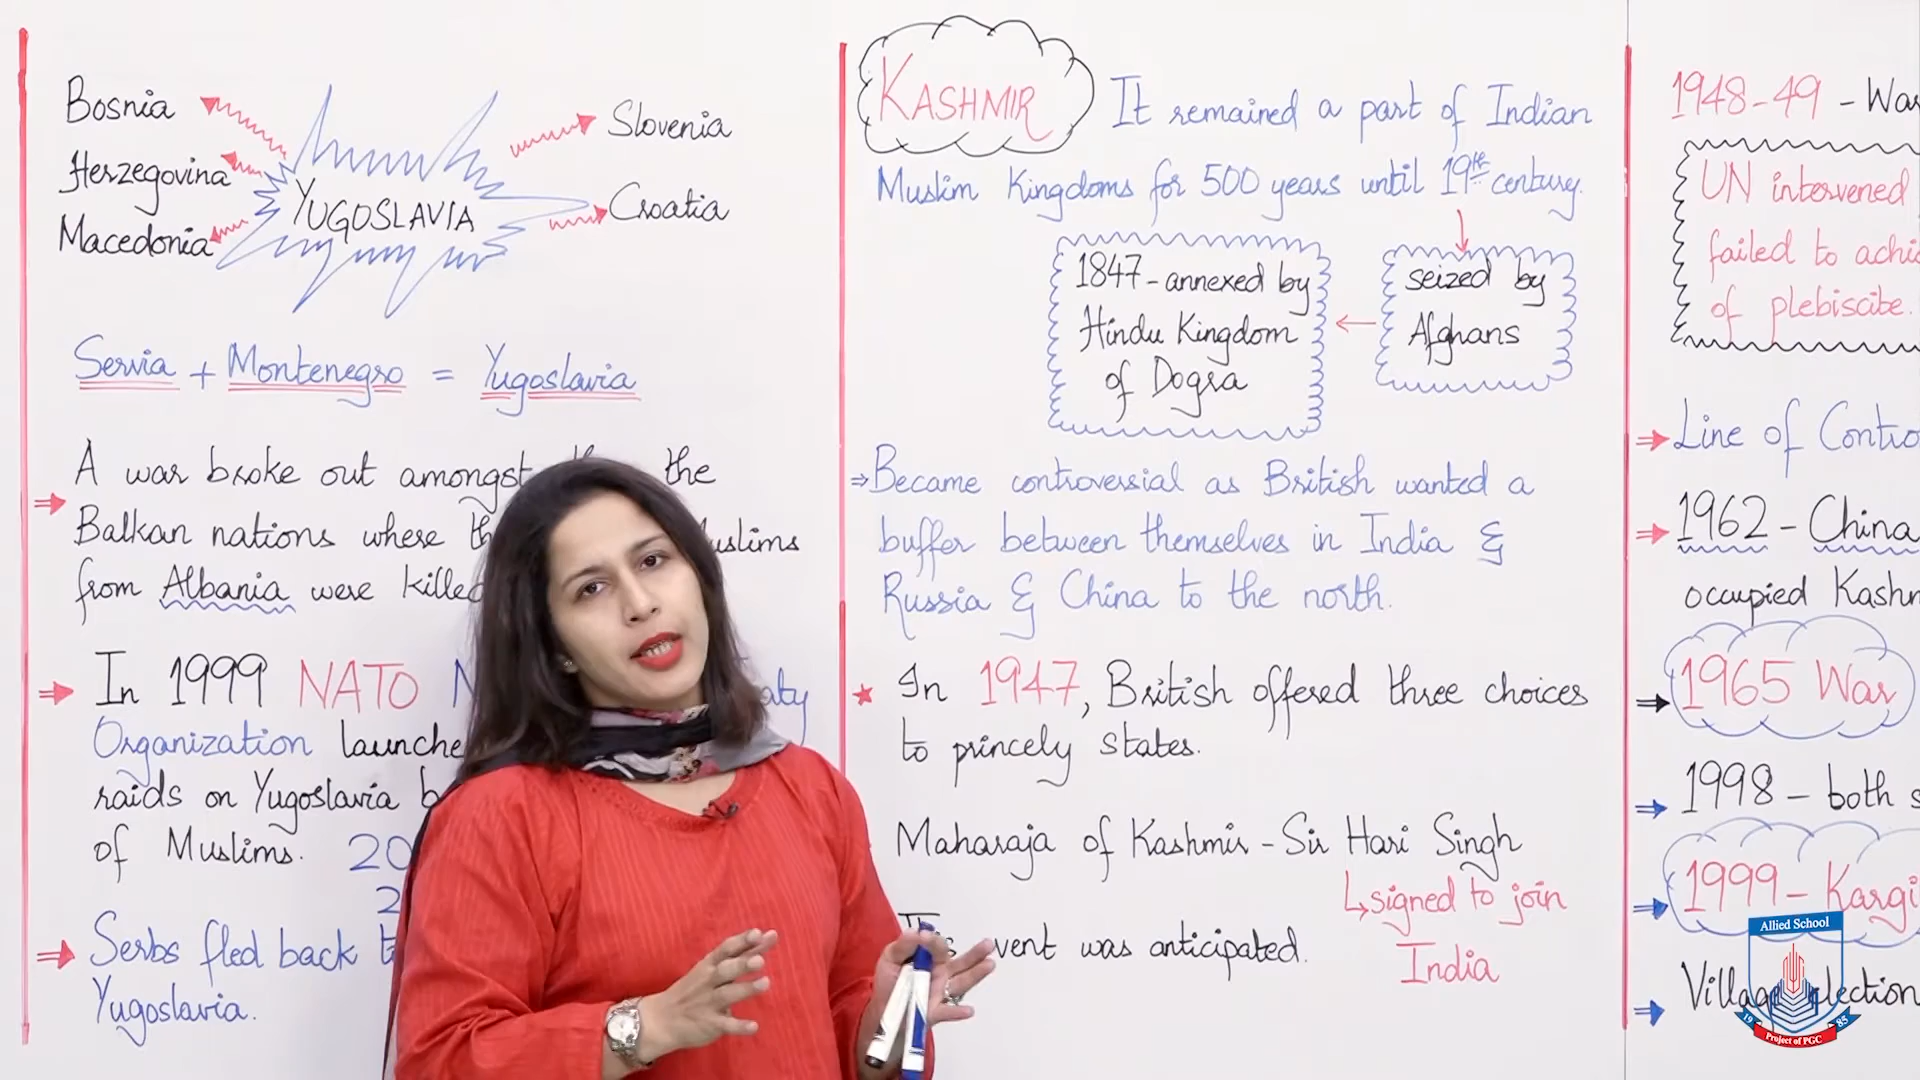 Bosnia
Herzegovina
Macedonia
YUGOSLAVIA
Slovenia
Croatia
Servia + Montenegro = Yugoslavia
A war broke out amongst the
Balkan nations where
from Albania were killed
In 1999 NATO
Organization
raids on Yugoslavia
of Muslims. 20
2
Serbs fled back
Yugoslavia.
KASHMIR It remained a part of Indian
Muslim Kingdoms for 500 years until 19th century.
seized by
Afghans
1847 - annexed by
Hindu Kingdom
of Dogra
Became controversial as British wanted a
buffer between themselves in India &
Russia & China to the north.
In 1947, British offered three choices
to princely states.
Maharaja of Kashmir - Sir Hari Singh
signed to join
India
was anticipated.
1948-49 - War
UN intervened
failed to
of plebiscite.
Line of
1962 - China
occupied
1965 War
1998 - both
1999 -
Allied School
1985
Project of PGC